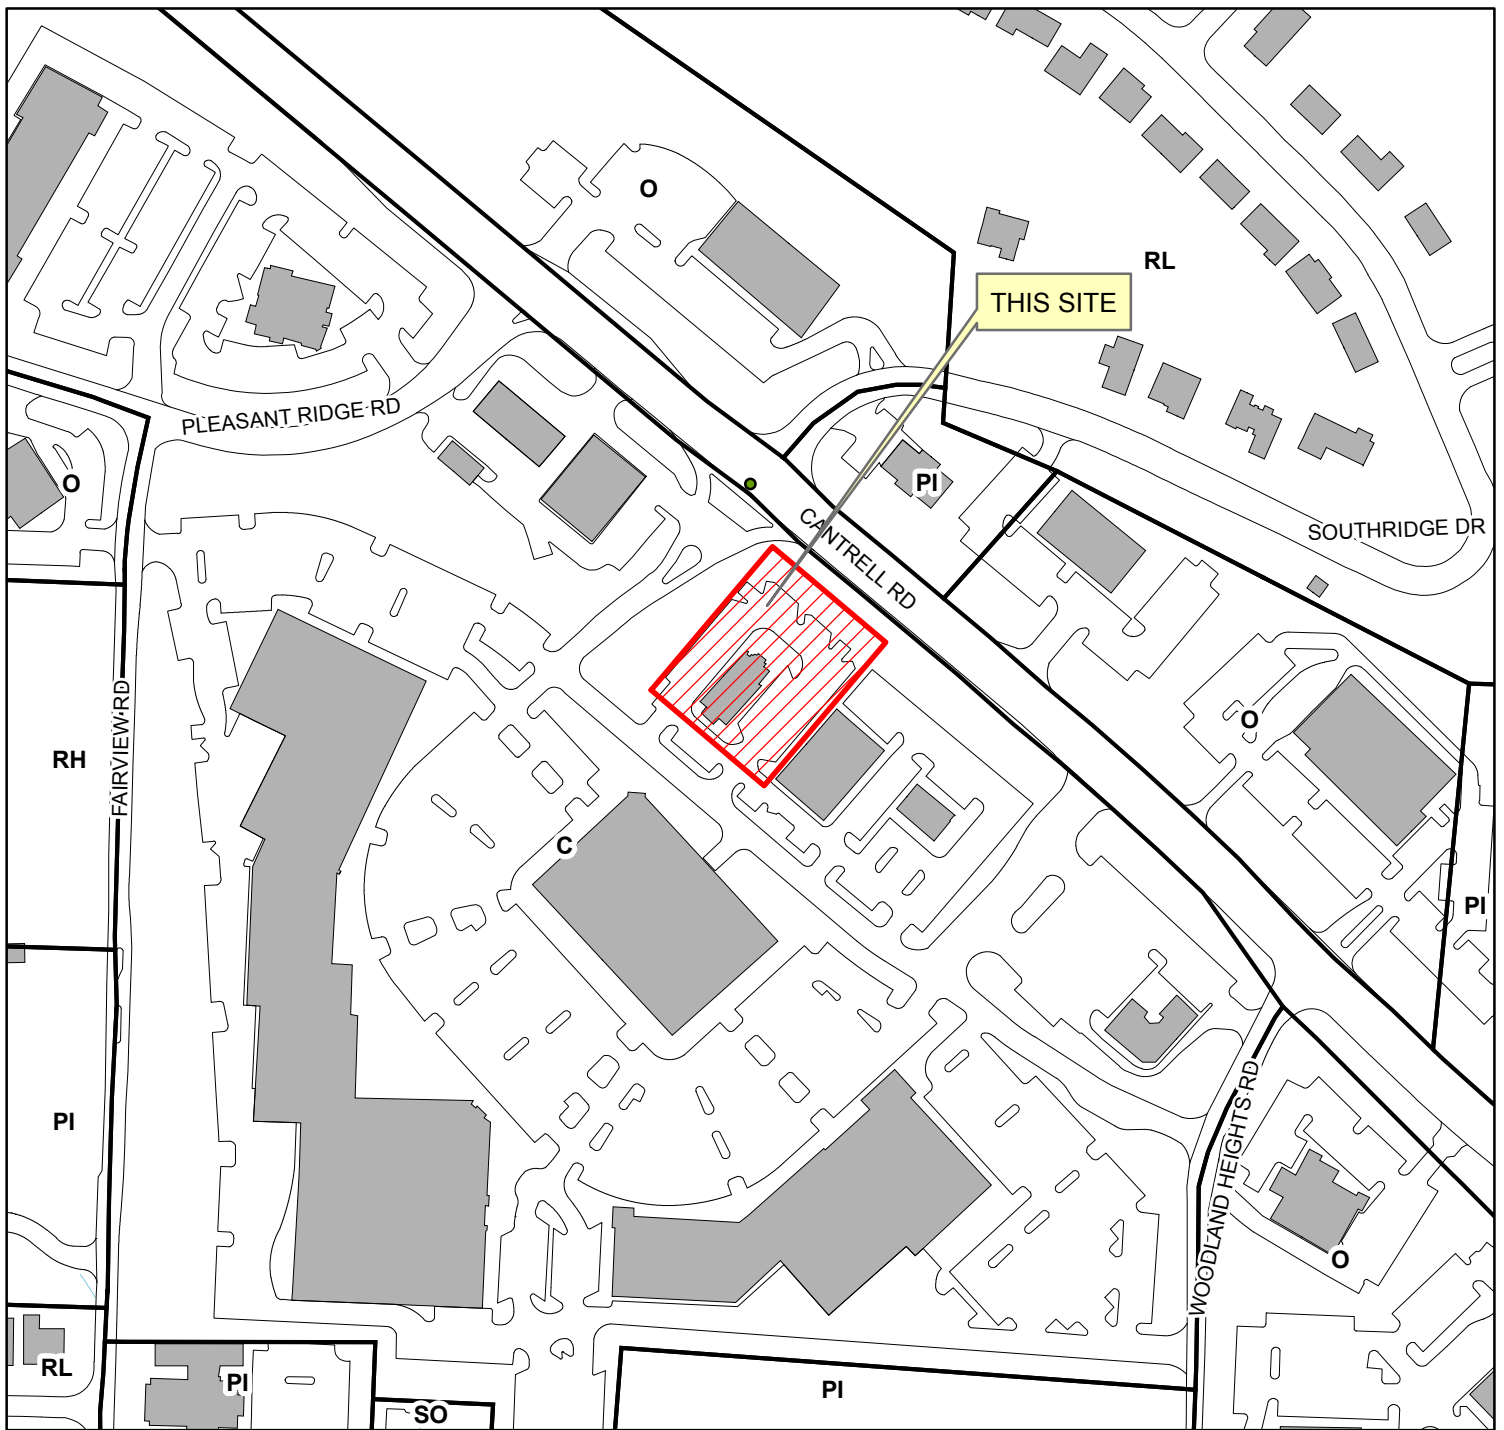 O
RL
THIS SITE
PLEASANT RIDGE RD
O
PI
CANTRELL RD
SOUTHRIDGE DR
RH
FAIRVIEW RD
O
C
PI
PI
WOODLAND HEIGHTS RD
O
RL
PI
PI
SO